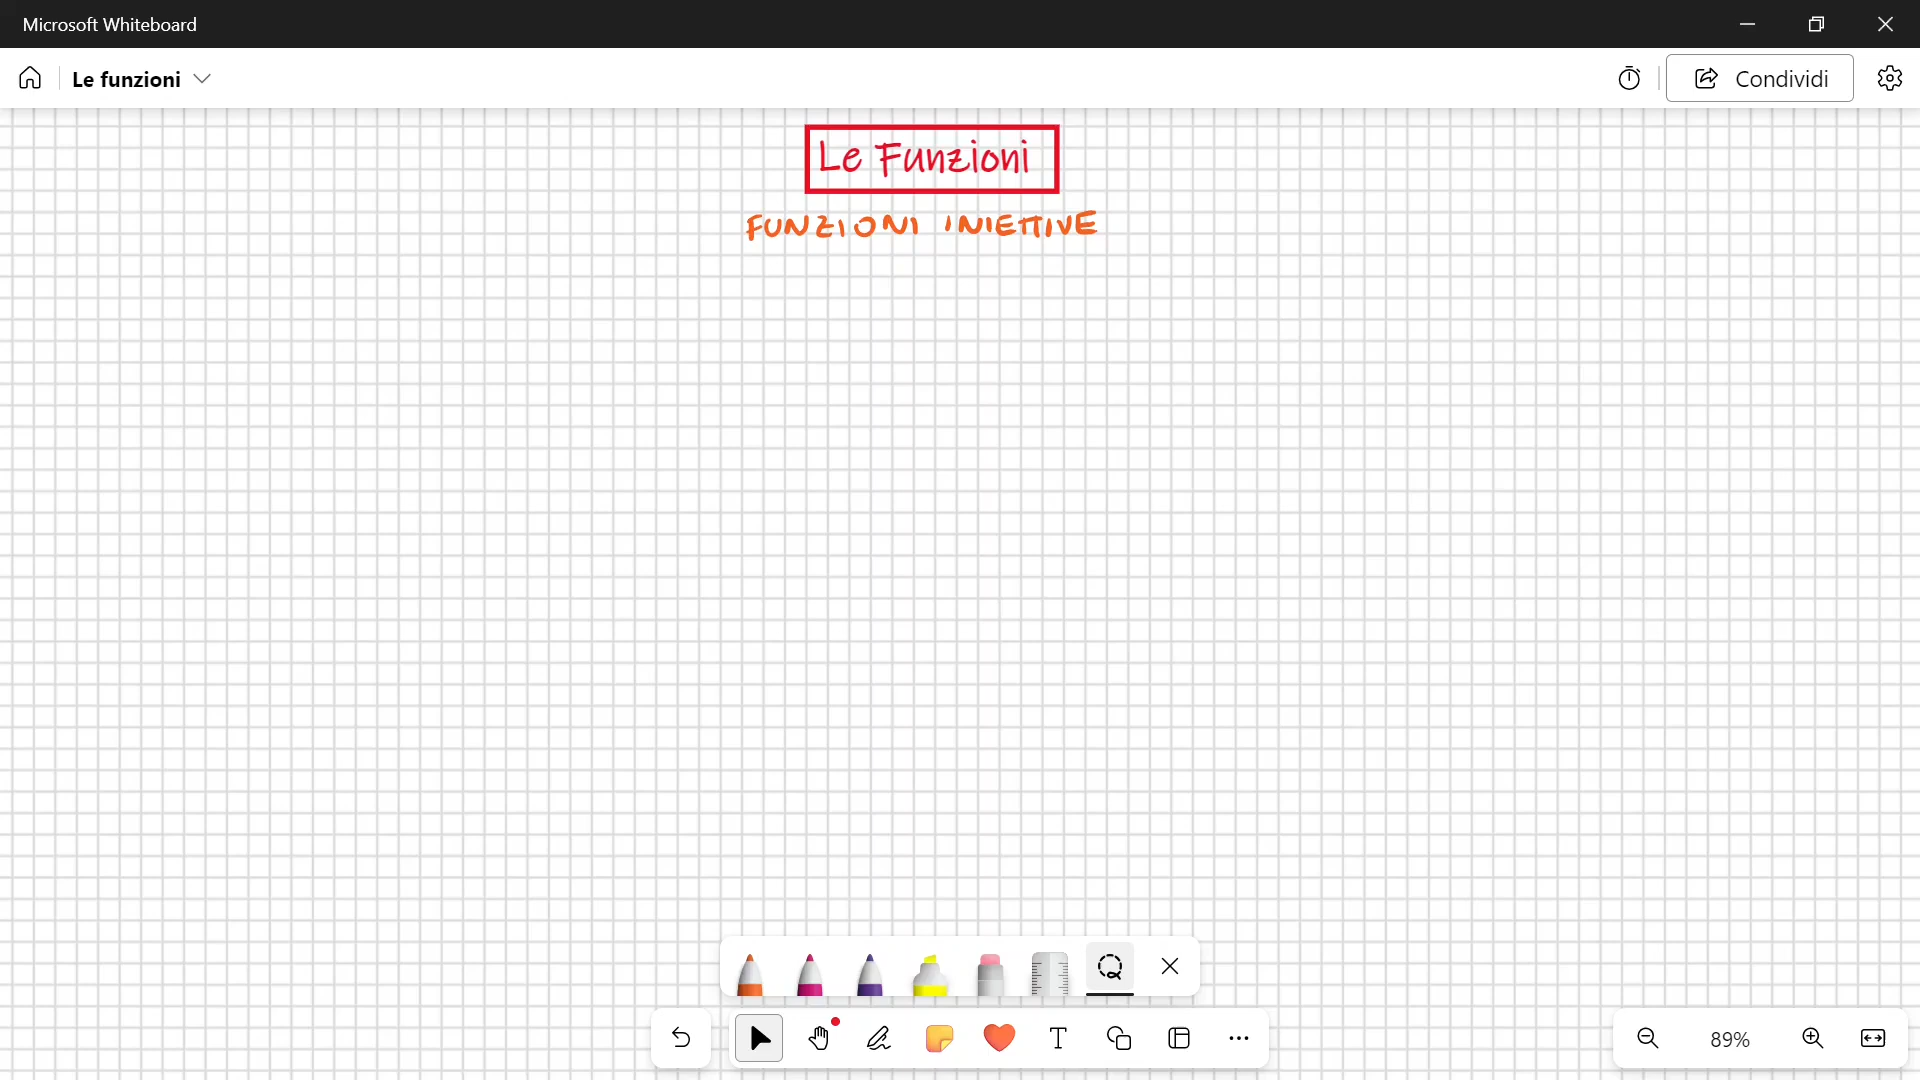 Microsoft Whiteboard
Le funzioni
Condividi
Le Funzioni
FUNZIONI INIETTIVE
89%